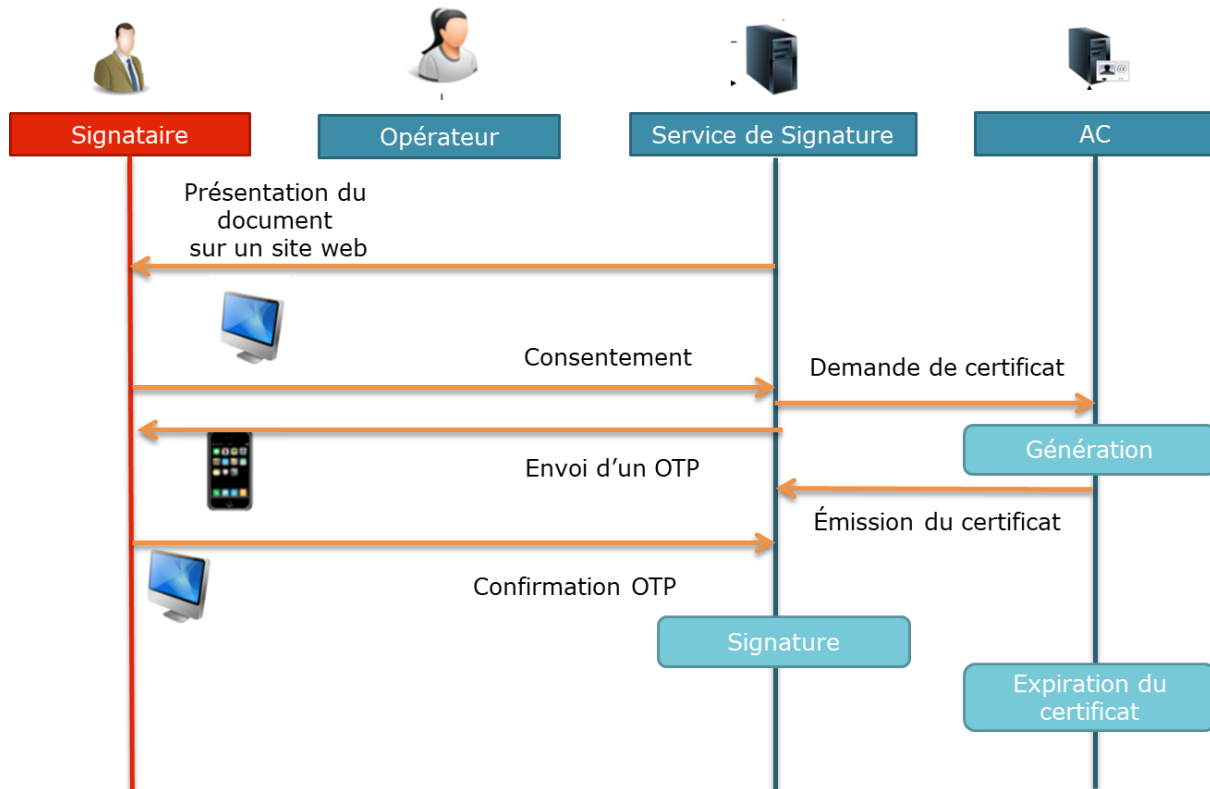 Signataire
Opérateur
Service de Signature
AC
Présentation du
document
sur un site web
Consentement
Demande de certificat
Génération
Envoi d’un OTP
Émission du certificat
Confirmation OTP
Signature
Expiration du
certificat